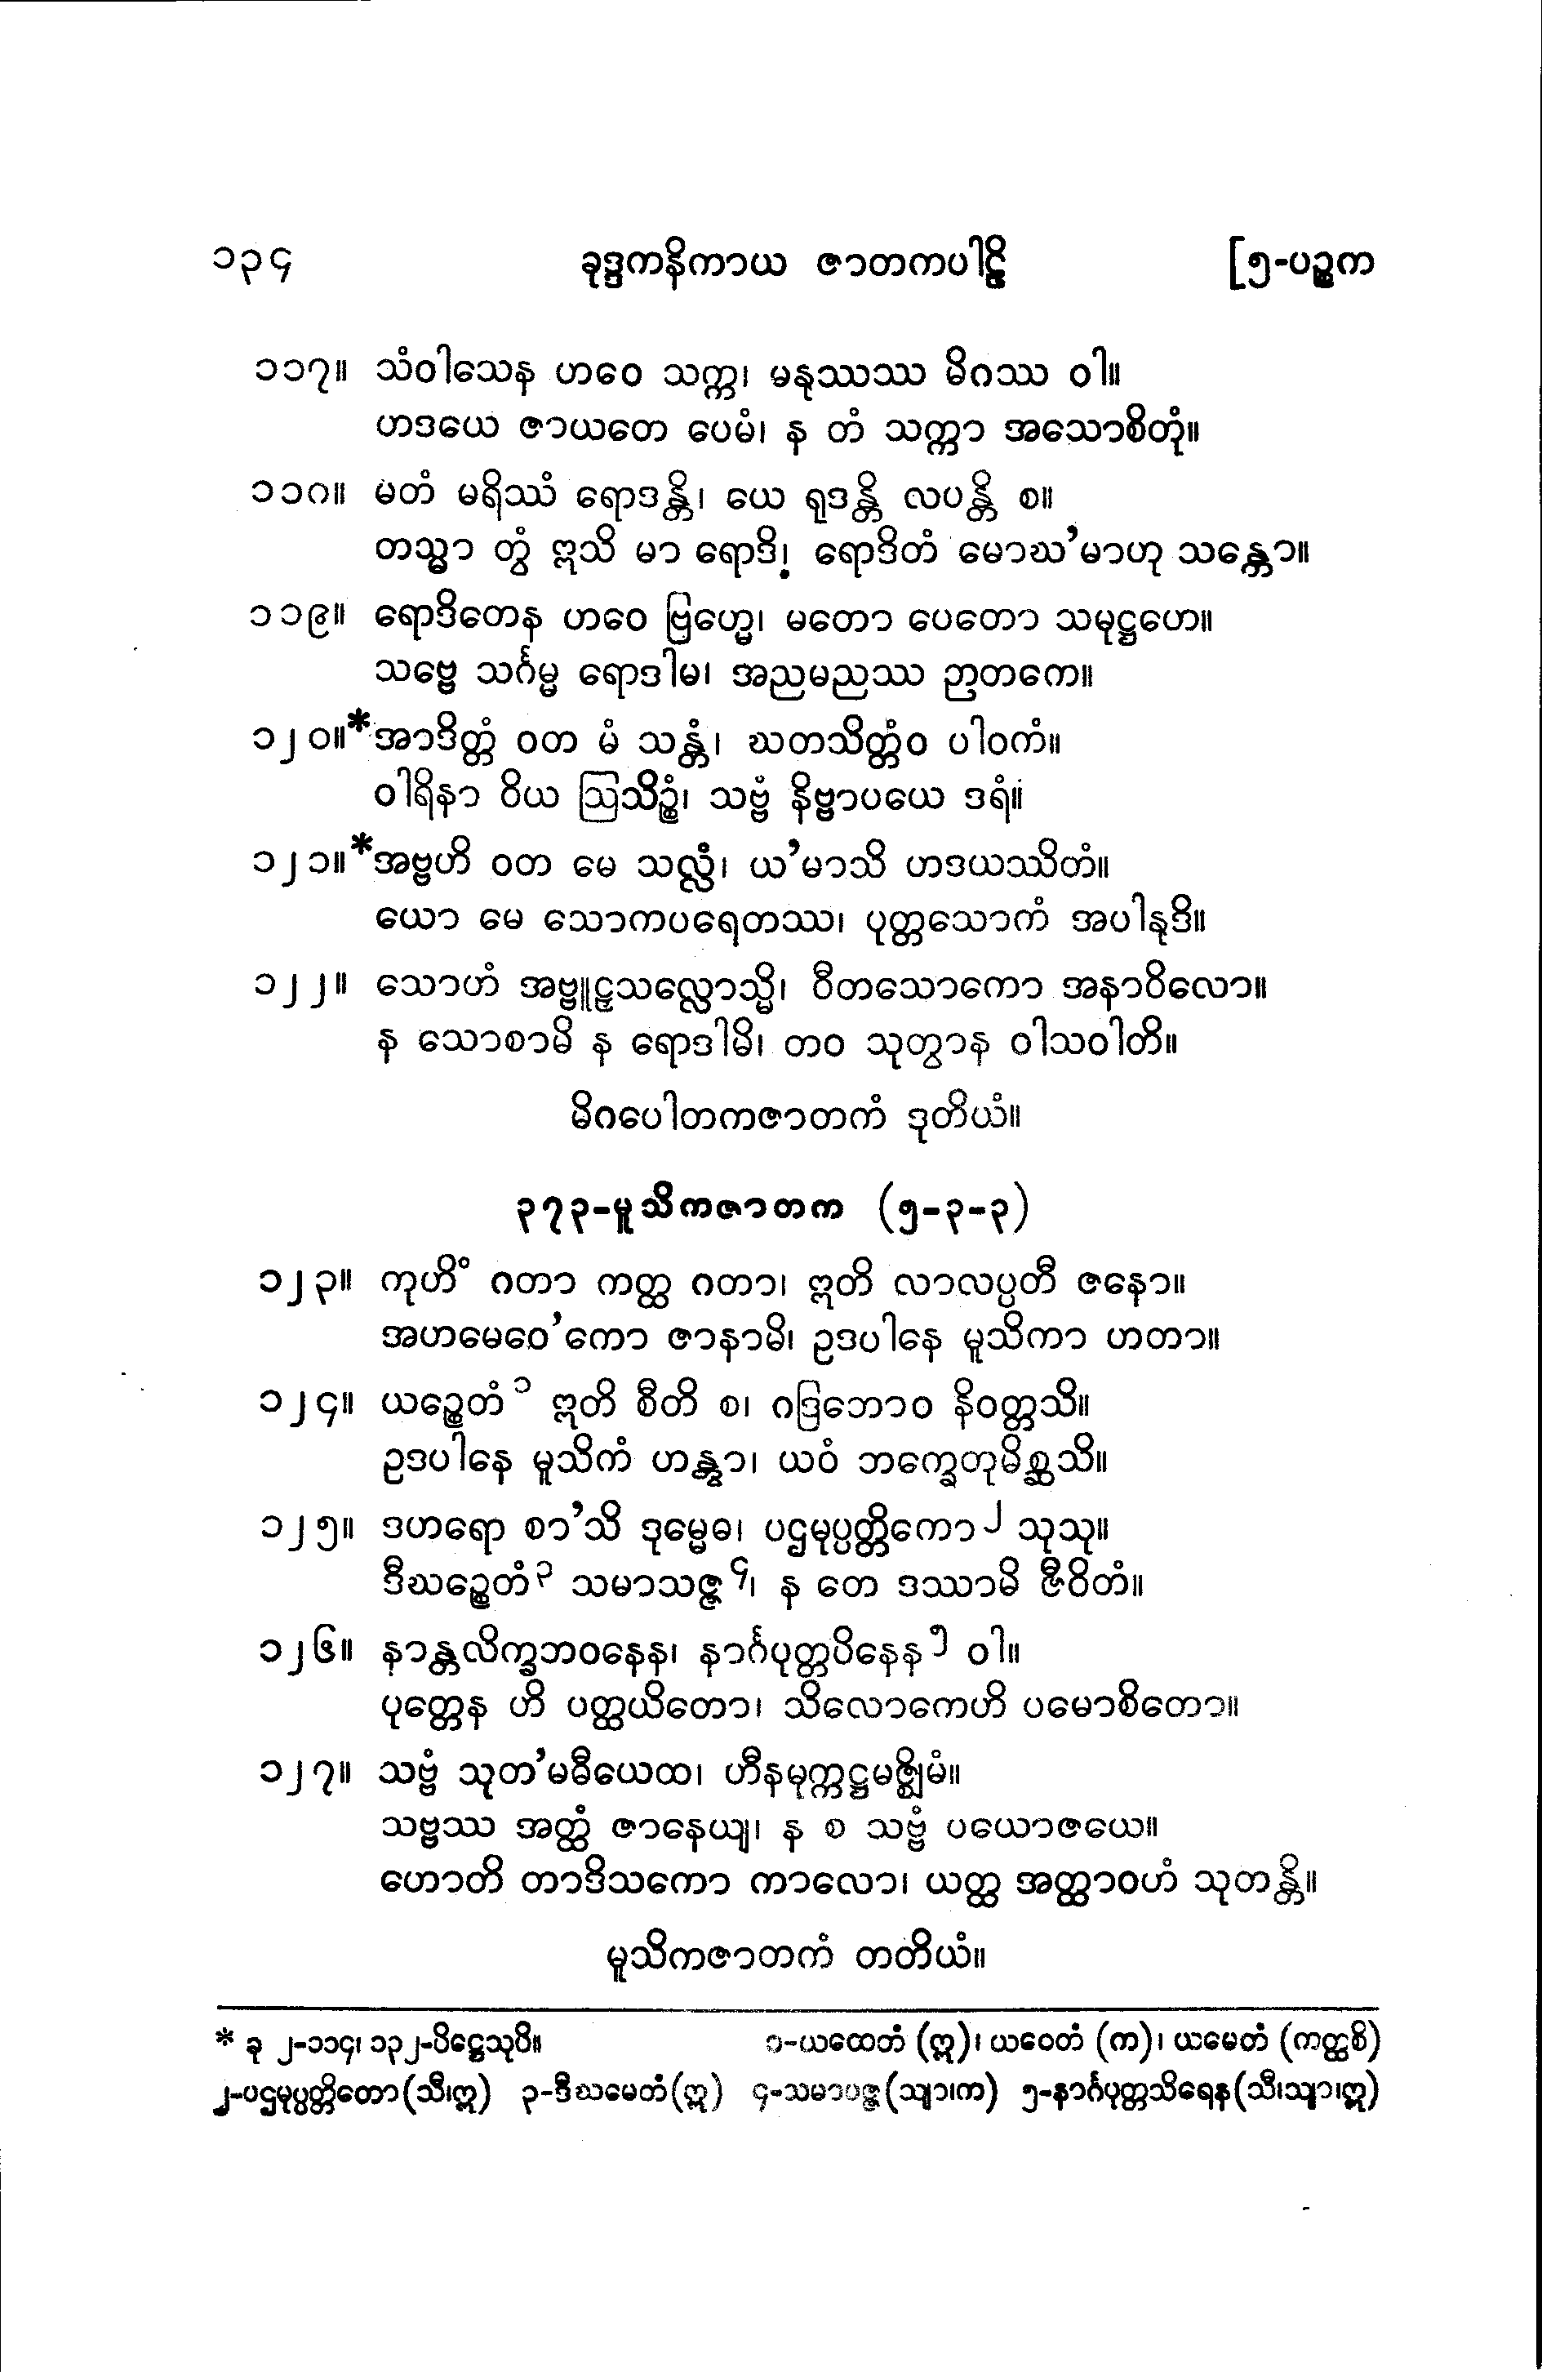 ၁၃၄ ခုဒ္ဒကနိကာယ ဇာတကပါဠိ [၅-ပဉ္စက
၁၁၇။ သံဝါသေန ဟဝေ သက္က၊ မနုဿဿ မိဂဿ ဝါ။
ဟဒယေ ဇာယတေ ပေမံ၊ န တံ သက္ကာ အသောစိတုံ။
၁၁၈။ မတံ မရိဿံ ရောဒန္တိ၊ ယေ ရုဒန္တိ လပန္တိ စ။
တသ္မာ တွံ ဣသိ မာ ရောဒိ၊ ရောဒိတံ မောဃ’မာဟု သန္တော။
၁၁၉။ ရောဒိတေန ဟဝေ ဗြဟ္မေ၊ မတော ပေတော သမုဋ္ဌဟေ။
သဗ္ဗေ သင်္ဂမ္မ ရောဒါမ၊ အညမညဿ ဉာတကေ။
၁၂၀။*အာဒိတ္တံ ဝတ မံ သန္တံ၊ ဃတသိတ္တံဝ ပါဝကံ။
ဝါရိနာ ဝိယ ဩသိဉ္စံ၊ သဗ္ဗံ နိဗ္ဗာပယေ ဒရံ။
၁၂၁။*အဗ္ဗဟိ ဝတ မေ သလ္လံ၊ ယ’မာသိ ဟဒယဿိတံ။
ယော မေ သောကပရေတဿ၊ ပုတ္တသောကံ အပါနုဒိ။
၁၂၂။ သောဟံ အဗ္ဗူဠှသလ္လောသ္မိ၊ ဝီတသောကော အနာဝိလော။
န သောစာမိ န ရောဒါမိ၊ တဝ သုတွာန ဝါသဝါတိ။
မိဂပေါတကဇာတကံ ဒုတိယံ။
၃၇၃-မူသိကဇာတက (၅-၃-၃)
၁၂၃။ ကုဟိံ ဂတာ ကတ္ထ ဂတာ၊ ဣတိ လာလပ္ပတီ ဇနော။
အဟမေဝေ’ကော ဇာနာမိ၊ ဥဒပါနေ မူသိကာ ဟတာ။
၁၂၄။ ယဉ္စေတံ ၁ ဣတိ စီတိ စ၊ ဂဒြဘောဝ နိဝတ္တသိ။
ဥဒပါနေ မူသိကံ ဟန္တွာ၊ ယဝံ ဘက္ခေတုမိစ္ဆသိ။
၁၂၅။ ဒဟရော စာ’သိ ဒုမ္မေဓ၊ ပဌမုပ္ပတ္တိကော ၂ သုသု။
ဒီဃဉ္စေတံ ၃ သမာသဇ္ဇ ၄၊ န တေ ဒဿာမိ ဇီဝိတံ။
၁၂၆။ နာန္တလိက္ခဘဝနေန၊ နာင်္ဂပုတ္တပိနေန ၅ ဝါ။
ပုတ္တေန ဟိ ပတ္ထယိတော၊ သိလောကေဟိ ပမောစိတော။
၁၂၇။ သဗ္ဗံ သုတ’မဓီယေထ၊ ဟီနမုက္ကဋ္ဌမဇ္ဈိမံ။
သဗ္ဗဿ အတ္ထံ ဇာနေယျ၊ န စ သဗ္ဗံ ပယောဇယေ။
ဟောတိ တာဒိသကော ကာလော၊ ယတ္ထ အတ္ထာဝဟံ သုတန္တိ။
မူသိကဇာတကံ တတိယံ။
* ခု ၂-၁၁၄၊ ၁၃၂-ပိဋ္ဌေသုပိ။ ၁-ယထေတံ (ဣ)၊ ယဝေတံ (က)၊ ယမေတံ (ကတ္ထစိ)
၂-ပဌမုပ္ပတ္တိတော(သီ၊ဣ) ၃-ဒီဃမေတံ(ဣ) ၄-သမာပဇ္ဇ(သျာ၊က) ၅-နာင်္ဂပုတ္တသိရေန(သီ၊သျာ၊ဣ)